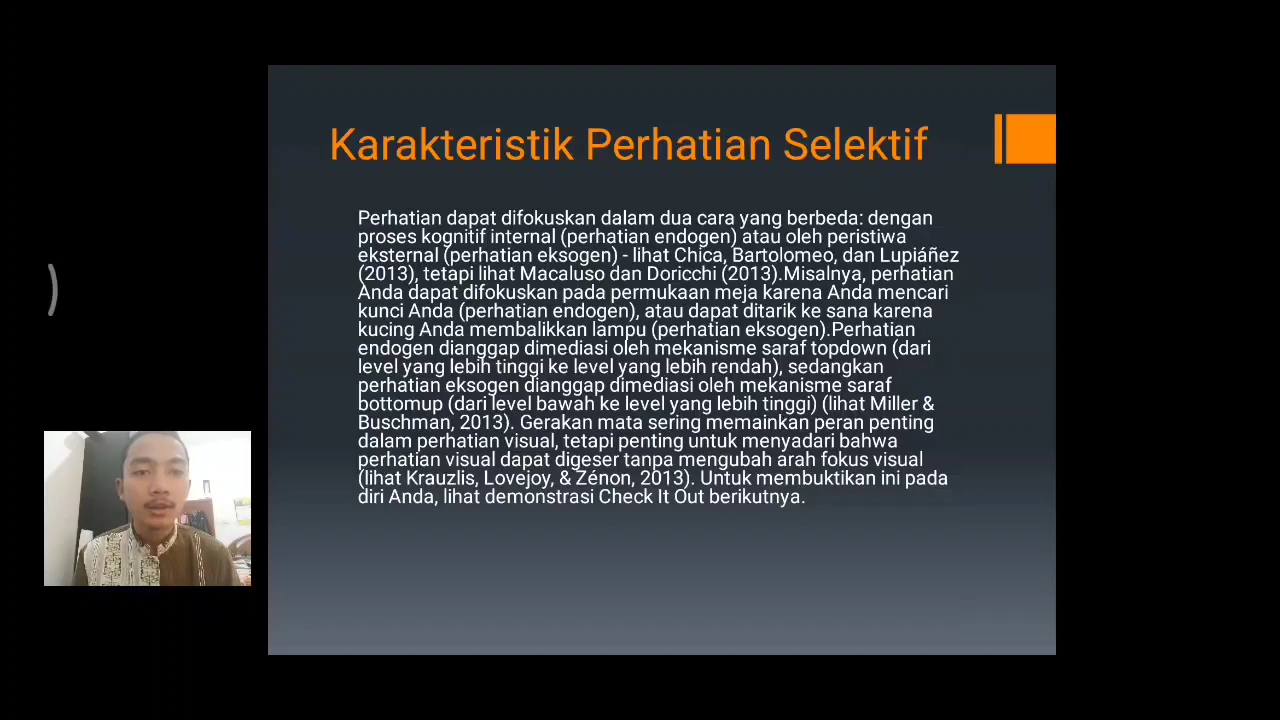 Karakteristik Perhatian Selektif
Perhatian dapat difokuskan dalam dua cara yang berbeda: dengan
proses kognitif internal (perhatian endogen) atau oleh peristiwa
eksternal (perhatian eksogen) - lihat Chica, Bartolomeo, dan Lupiáñez
(2013), tetapi lihat Macaluso dan Doricchi (2013).Misalnya, perhatian
Anda dapat difokuskan pada permukaan meja karena Anda mencari
kunci Anda (perhatian endogen), atau dapat ditarik ke sana karena
kucing Anda membalikkan lampu (perhatian eksogen).Perhatian
endogen dianggap dimediasi oleh mekanisme saraf topdown (dari
level yang lebih tinggi ke level yang lebih rendah), sedangkan
perhatian eksogen dianggap dimediasi oleh mekanisme saraf
bottomup (dari level bawah ke level yang lebih tinggi) (lihat Miller &
Buschman, 2013). Gerakan mata sering memainkan peran penting
dalam perhatian visual, tetapi penting untuk menyadari bahwa
perhatian visual dapat digeser tanpa mengubah arah fokus visual
(lihat Krauzlis, Lovejoy, & Zénon, 2013). Untuk membuktikan ini pada
diri Anda, lihat demonstrasi Check It Out berikutnya.